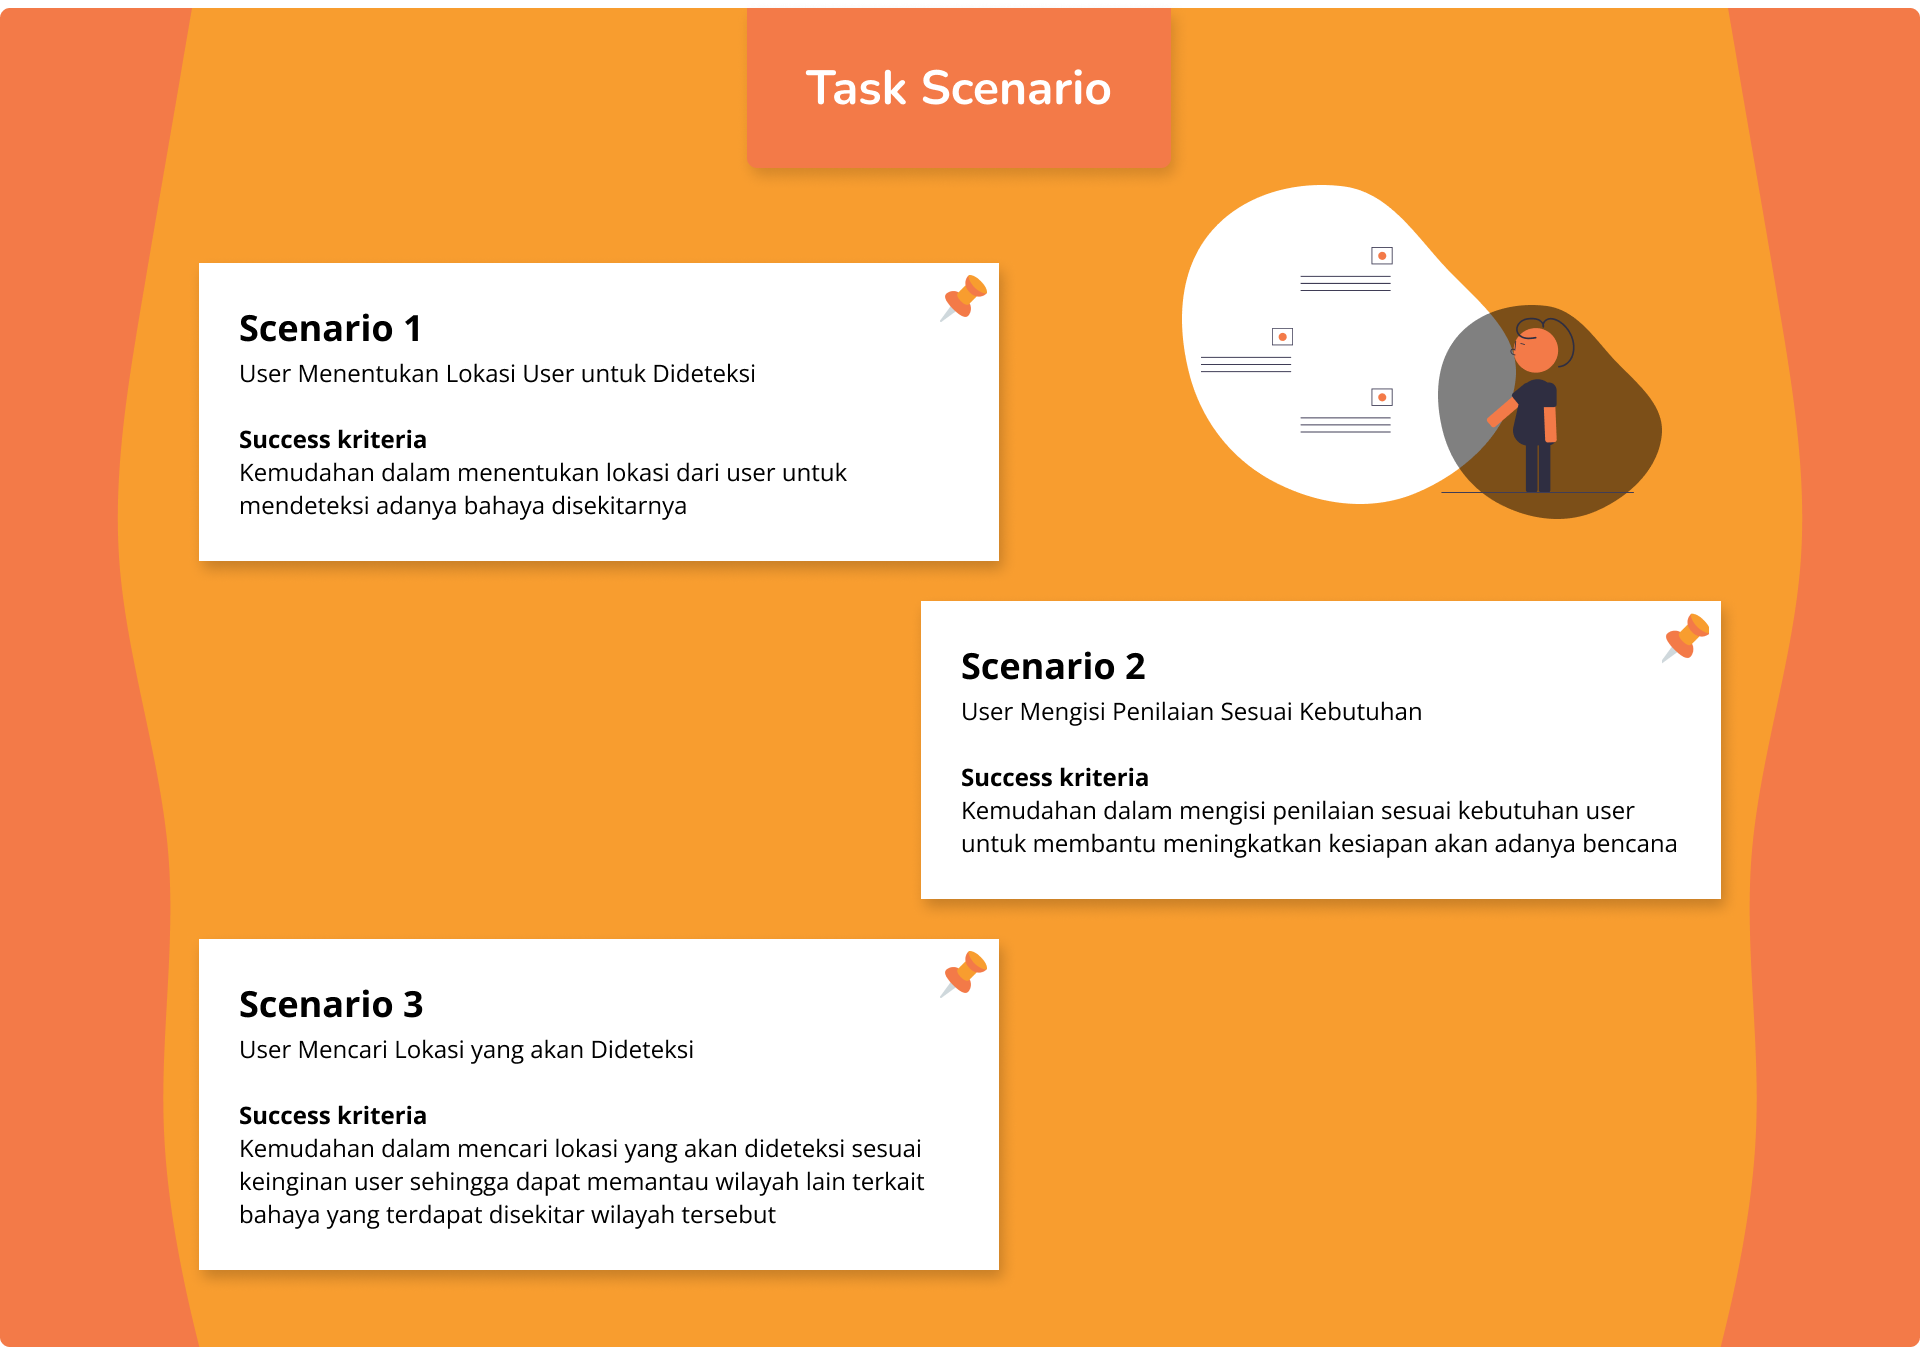 Task Scenario
Scenario 1
User Menentukan Lokasi User untuk Dideteksi
Success kriteria
Kemudahan dalam menentukan lokasi dari user untuk
mendeteksi adanya bahaya disekitarnya
Scenario 2
User Mengisi Penilaian Sesuai Kebutuhan
Success kriteria
Kemudahan dalam mengisi penilaian sesuai kebutuhan user
untuk membantu meningkatkan kesiapan akan adanya bencana
Scenario 3
User Mencari Lokasi yang akan Dideteksi
Success kriteria
Kemudahan dalam mencari lokasi yang akan dideteksi sesuai
keinginan user sehingga dapat memantau wilayah lain terkait
bahaya yang terdapat disekitar wilayah tersebut